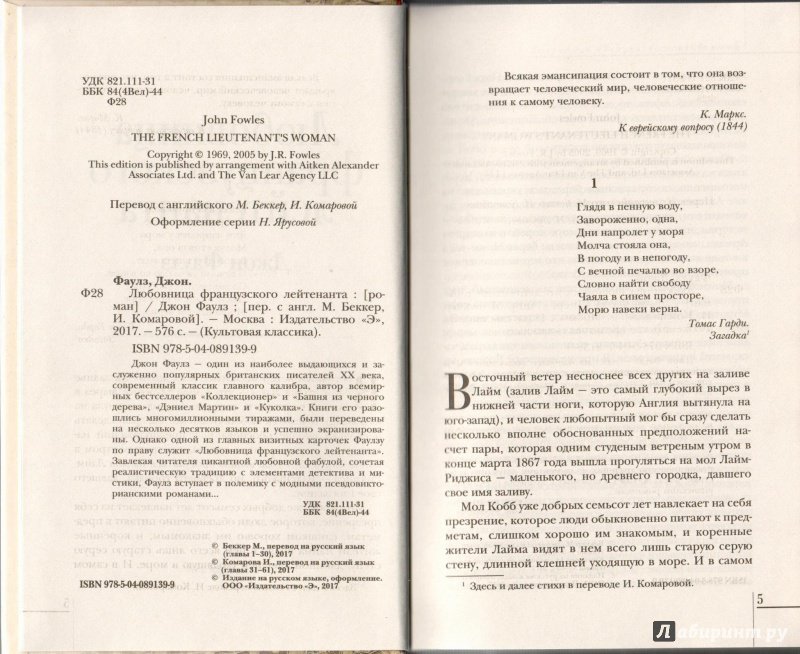 УДК 821.111-31
ББК 84(4Вел)-44
Ф28
John Fowles
THE FRENCH LIEUTENANT'S WOMAN
Copyright © 1969, 2005 by J.R. Fowles
This edition is published by arrangement with Aitken Alexander
Associates Ltd. and The Van Lear Agency LLC
Перевод с английского М. Беккер, И. Комаровой
Оформление серии Н. Ярусовой
Фаулз, Джон.
Ф28 Любовница французского лейтенанта : [ро-
ман] / Джон Фаулз ; [пер. с англ. М. Беккер,
И. Комаровой]. – Москва : Издательство «Э»,
2017. – 576 с. – (Культовая классика).
ISBN 978-5-04-089139-9
Джон Фаулз – один из наиболее выдающихся и за-
служенно популярных британских писателей XX века,
современный классик главного калибра, автор всемир-
ных бестселлеров «Коллекционер» и «Башня из черного
дерева», «Дэниел Мартин» и «Куколка». Книги его разо-
шлись многомиллионными тиражами, были переведены
на несколько десятков языков и успешно экранизирова-
ны. Однако одной из главных визитных карточек Фаулзу
по праву служит «Любовница французского лейтенанта».
Завлекая читателя пикантной любовной фабулой, сочетая
реалистическую традицию с элементами детектива и ми-
стики, Фаулз вступает в полемику с модными псевдовикто-
рианскими романами...
УДК 821.111-31
ББК 84(4Вел)-44
© Беккер М., перевод на русский язык
(главы 1–30), 2017
© Комарова И., перевод на русский язык
(главы 31–61), 2017
© Издание на русском языке, оформление.
ООО «Издательство «Э», 2017
ISBN 978-5-04-089139-9
Всякая эмансипация состоит в том, что она воз-
вращает человеческий мир, человеческие отноше-
ния к самому человеку.
К. Маркс.
К еврейскому вопросу (1844)
1
Глядя в пенную воду,
Завороженно, одна,
Дни напролет у моря
Молча стояла она,
В погоду и в непогоду,
С вечной печалью во взоре,
Словно найти свободу
Чаяла в синем просторе,
Морю навеки верна.
Томас Гарди.
Загадка¹
Восточный ветер несноснее всех других на заливе
Лайм (залив Лайм – это самый глубокий вырез в
нижней части ноги, которую Англия вытянула на
юго-запад), и человек любопытный мог бы сразу сделать
несколько вполне обоснованных предположений на-
счет пары, которая одним студеным ветреным утром в
конце марта 1867 года вышла прогуляться на мол Лайм-
Риджиса – маленького, но древнего городка, давшего
свое имя заливу.
Мол Кобб уже добрых семьсот лет навлекает на себя
презрение, которое люди обыкновенно питают к пред-
метам, слишком хорошо им знакомым, и коренные
жители Лайма видят в нем всего лишь старую серую
стену, длинной клешней уходящую в море. И в самом
¹ Здесь и далее стихи в переводе И. Комаровой.
5
Лабиринт.ру